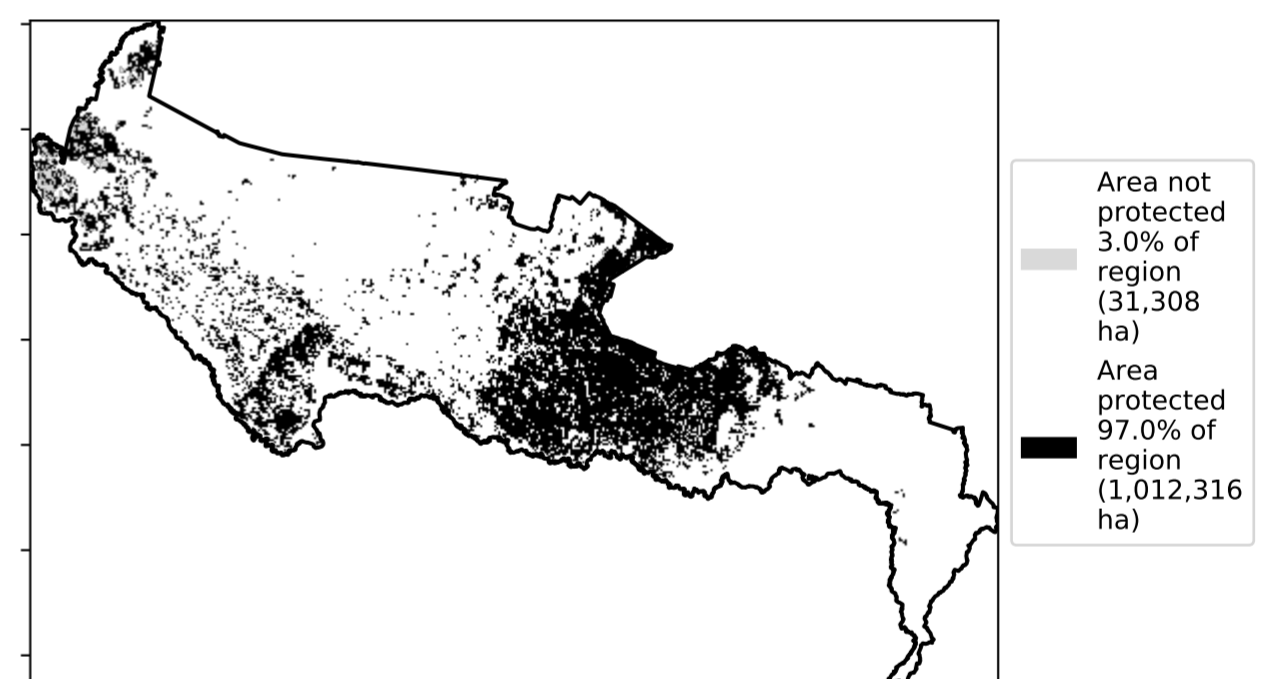 Area not
protected
3.0% of
region
(31,308
ha)
Area
protected
97.0% of
region
(1,012,316
ha)